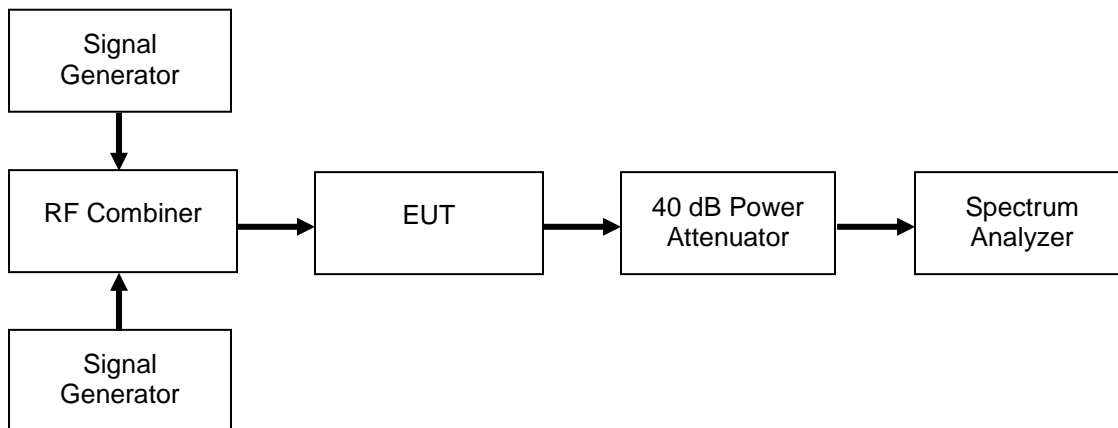 Signal
Generator
RF Combiner
EUT
40 dB Power
Attenuator
Spectrum
Analyzer
Signal
Generator